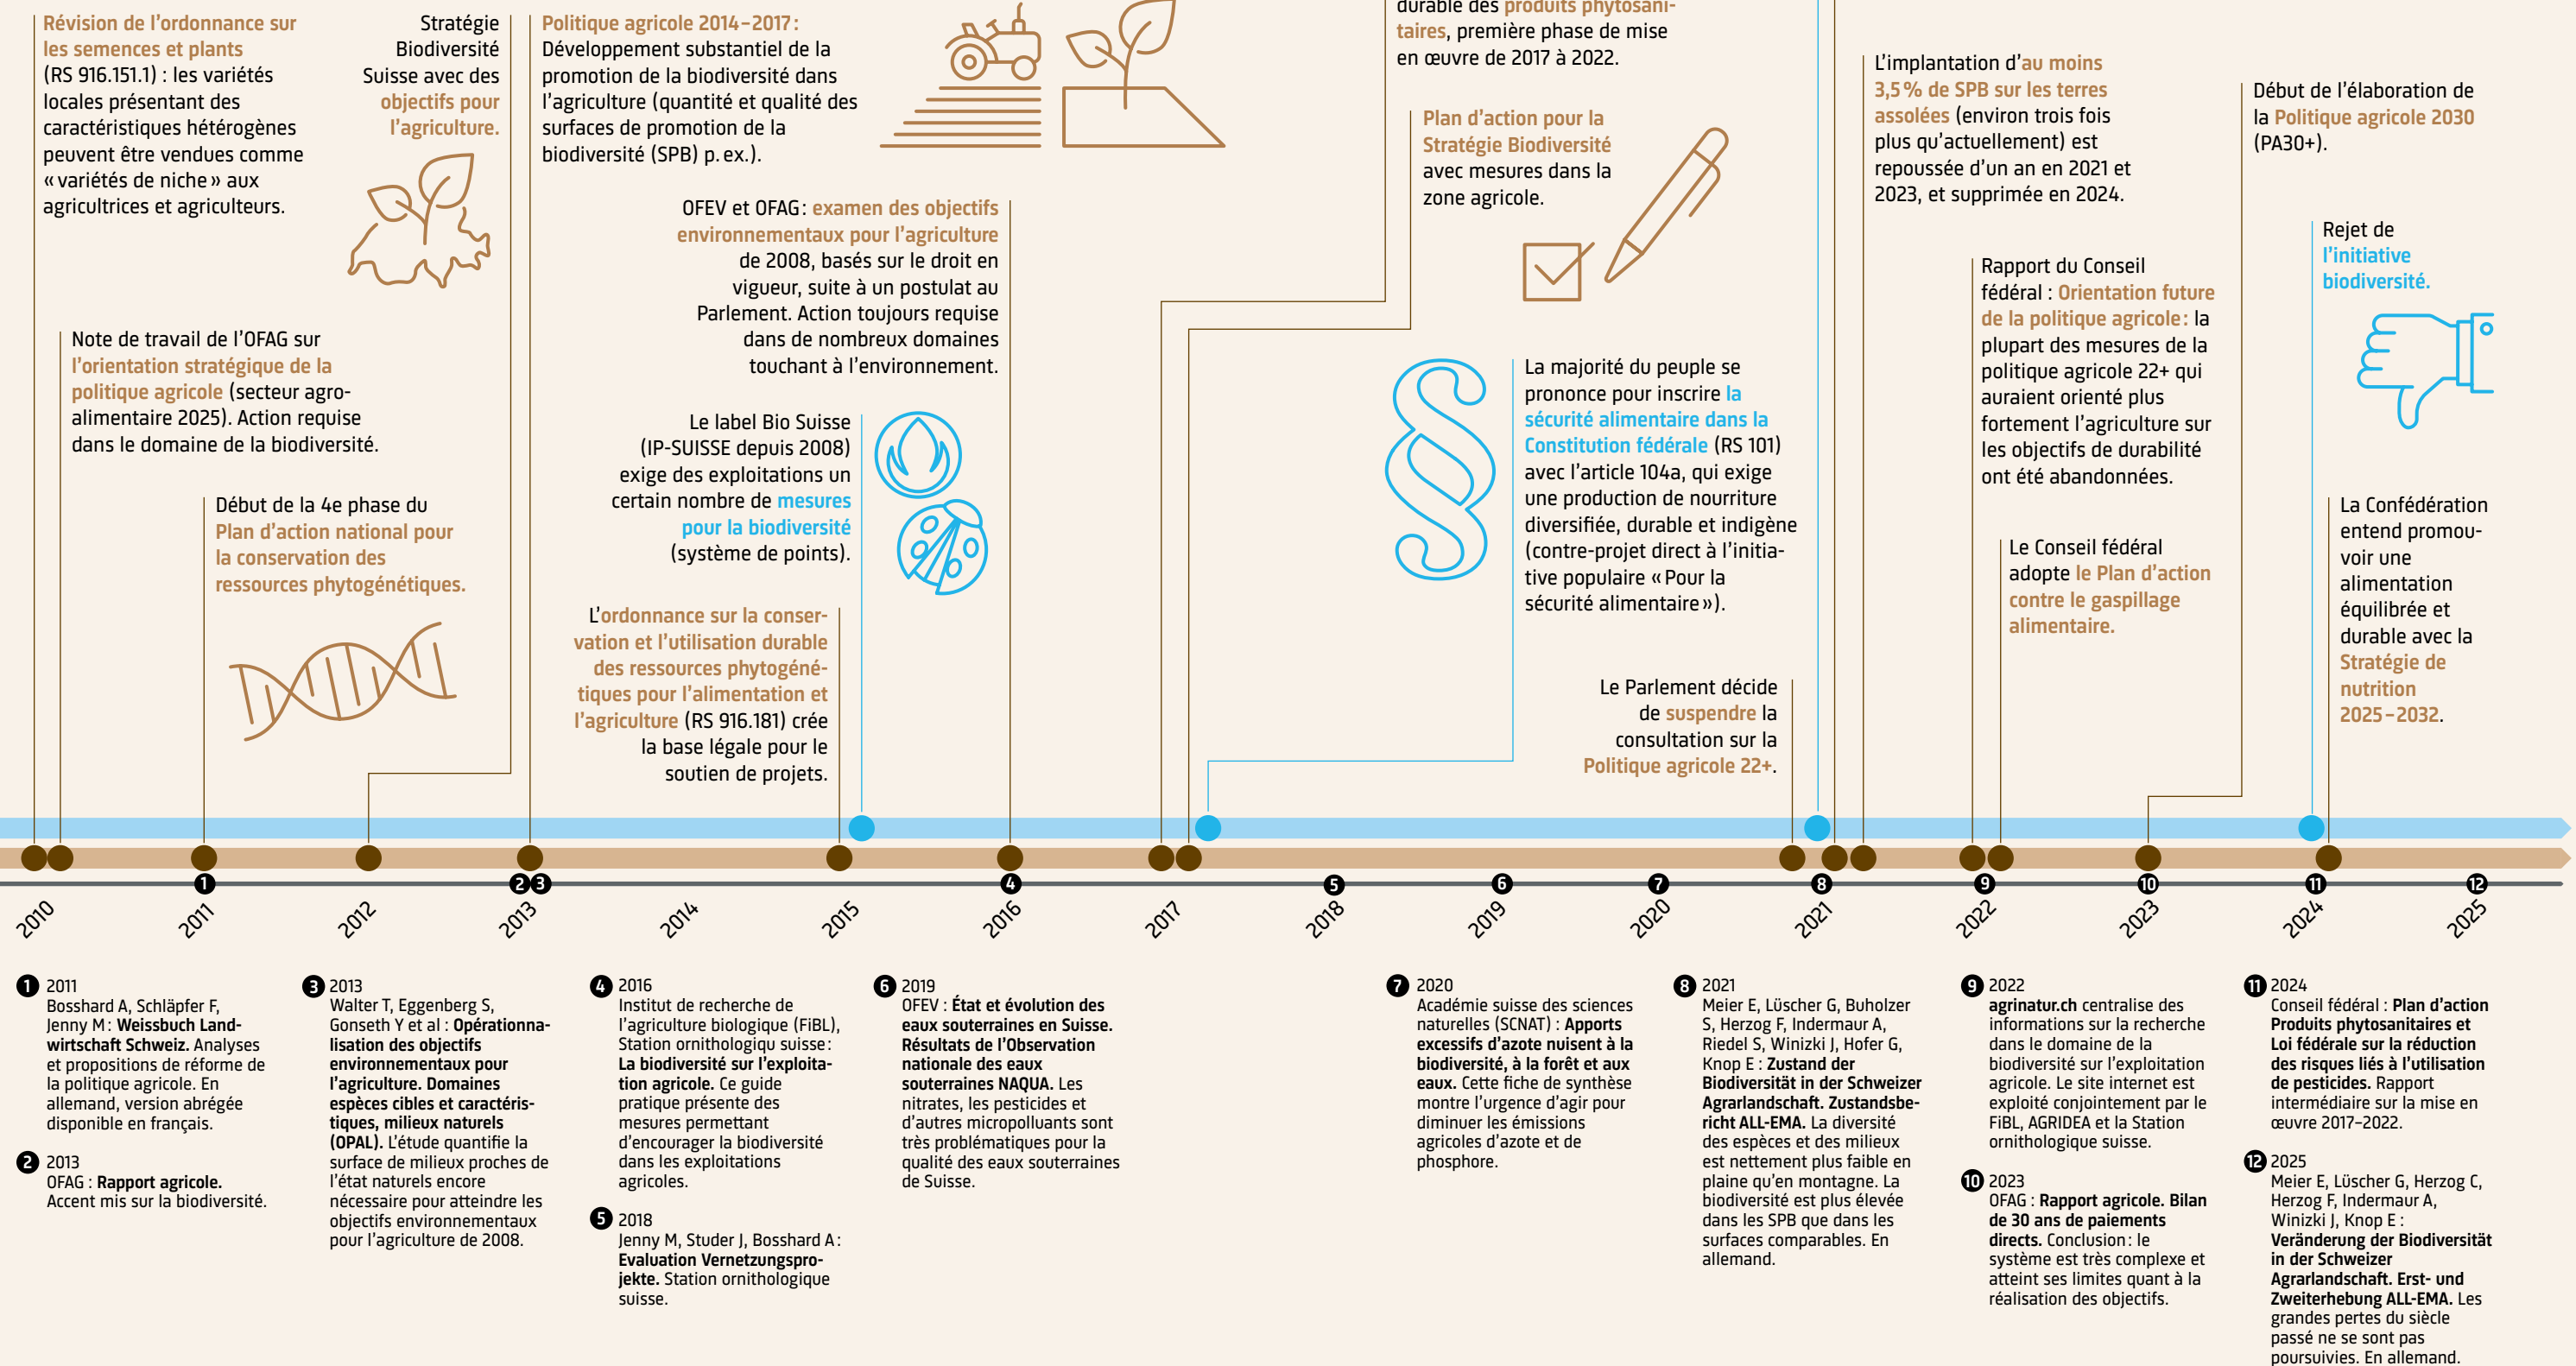 Révision de l’ordonnance sur
les semences et plants
(RS 916.151.1) : les variétés
locales présentant des
caractéristiques hétérogènes
peuvent être vendues comme
« variétés de niche » aux
agricultrices et agriculteurs.
Note de travail de l’OFAG sur
l’orientation stratégique de la
politique agricole (secteur agro-
alimentaire 2025). Action requise
dans le domaine de la biodiversité.
Début de la 4e phase du
Plan d’action national pour
la conservation des
ressources phytogénétiques.
Stratégie
Biodiversité
Suisse avec des
objectifs pour
l’agriculture.
Politique agricole 2014–2017 :
Développement substantiel de la
promotion de la biodiversité dans
l’agriculture (quantité et qualité des
surfaces de promotion de la
biodiversité (SPB) p. ex.).
OFEV et OFAG : examen des objectifs
environnementaux pour l’agriculture
de 2008, basés sur le droit en
vigueur, suite à un postulat au
Parlement. Action toujours requise
dans de nombreux domaines
touchant à l’environnement.
Le label Bio Suisse
(IP-SUISSE depuis 2008)
exige des exploitations un
certain nombre de mesures
pour la biodiversité
(système de points).
L’ordonnance sur la conser-
vation et l’utilisation durable
des ressources phytogéné-
tiques pour l’alimentation et
l’agriculture (RS 916.181) crée
la base légale pour le
soutien de projets.
durable des produits phytosani-
taires, première phase de mise
en œuvre de 2017 à 2022.
Plan d’action pour la
Stratégie Biodiversité
avec mesures dans la
zone agricole.
La majorité du peuple se
prononce pour inscrire la
sécurité alimentaire dans la
Constitution fédérale (RS 101)
avec l’article 104a, qui exige
une production de nourriture
diversifiée, durable et indigène
(contre-projet direct à l’initia-
tive populaire « Pour la
sécurité alimentaire »).
Le Parlement décide
de suspendre la
consultation sur la
Politique agricole 22+.
L’implantation d’au moins
3,5 % de SPB sur les terres
assolées (environ trois fois
plus qu’actuellement) est
repoussée d’un an en 2021 et
2023, et supprimée en 2024.
Rapport du Conseil
fédéral : Orientation future
de la politique agricole : la
plupart des mesures de la
politique agricole 22+ qui
auraient orienté plus
fortement l’agriculture sur
les objectifs de durabilité
ont été abandonnées.
Le Conseil fédéral
adopte le Plan d’action
contre le gaspillage
alimentaire.
Début de l’élaboration de
la Politique agricole 2030
(PA30+).
Rejet de
l’initiative
biodiversité.
La Confédération
entend promou-
voir une
alimentation
équilibrée et
durable avec la
Stratégie de
nutrition
2025–2032.
1 2 3 4 5 6 7 8 9 10 11 12
2010 2011 2012 2013 2014 2015 2016 2017 2018 2019 2020 2021 2022 2023 2024 2025
1 2011
Bosshard A, Schläpfer F,
Jenny M : Weissbuch Land-
wirtschaft Schweiz. Analyses
et propositions de réforme de
la politique agricole. En
allemand, version abrégée
disponible en français.
2 2013
OFAG : Rapport agricole.
Accent mis sur la biodiversité.
3 2013
Walter T, Eggenberg S,
Gonseth Y et al : Opérationna-
lisation des objectifs
environnementaux pour
l’agriculture. Domaines
espèces cibles et caractéris-
tiques, milieux naturels
(OPAL). L’étude quantifie la
surface de milieux proches de
l’état naturels encore
nécessaire pour atteindre les
objectifs environnementaux
pour l’agriculture de 2008.
4 2016
Institut de recherche de
l’agriculture biologique (FiBL),
Station ornithologiqu suisse :
La biodiversité sur l’exploita-
tion agricole. Ce guide
pratique présente des
mesures permettant
d’encourager la biodiversité
dans les exploitations
agricoles.
5 2018
Jenny M, Studer J, Bosshard A :
Evaluation Vernetzungspro-
jekte. Station ornithologique
suisse.
6 2019
OFEV : État et évolution des
eaux souterraines en Suisse.
Résultats de l’Observation
nationale des eaux
souterraines NAQUA. Les
nitrates, les pesticides et
d’autres micropolluants sont
très problématiques pour la
qualité des eaux souterraines
de Suisse.
7 2020
Académie suisse des sciences
naturelles (SCNAT) : Apports
excessifs d’azote nuisent à la
biodiversité, à la forêt et aux
eaux. Cette fiche de synthèse
montre l’urgence d’agir pour
diminuer les émissions
agricoles d’azote et de
phosphore.
8 2021
Meier E, Lüscher G, Buholzer
S, Herzog F, Indermaur A,
Riedel S, Winizki J, Hofer G,
Knop E : Zustand der
Biodiversität in der Schweizer
Agrarlandschaft. Zustandsbe-
richt ALL-EMA. La diversité
des espèces et des milieux
est nettement plus faible en
plaine qu’en montagne. La
biodiversité est plus élevée
dans les SPB que dans les
surfaces comparables. En
allemand.
9 2022
agrinatur.ch centralise des
informations sur la recherche
dans le domaine de la
biodiversité sur l’exploitation
agricole. Le site internet est
exploité conjointement par le
FiBL, AGRIDEA et la Station
ornithologique suisse.
10 2023
OFAG : Rapport agricole. Bilan
de 30 ans de paiements
directs. Conclusion : le
système est très complexe et
atteint ses limites quant à la
réalisation des objectifs.
11 2024
Conseil fédéral : Plan d’action
Produits phytosanitaires et
Loi fédérale sur la réduction
des risques liés à l’utilisation
de pesticides. Rapport
intermédiaire sur la mise en
œuvre 2017–2022.
12 2025
Meier E, Lüscher G, Herzog C,
Herzog F, Indermaur A,
Winizki J, Knop E :
Veränderung der Biodiversität
in der Schweizer
Agrarlandschaft. Erst- und
Zweiterhebung ALL-EMA. Les
grandes pertes du siècle
passé ne se sont pas
poursuivies. En allemand.